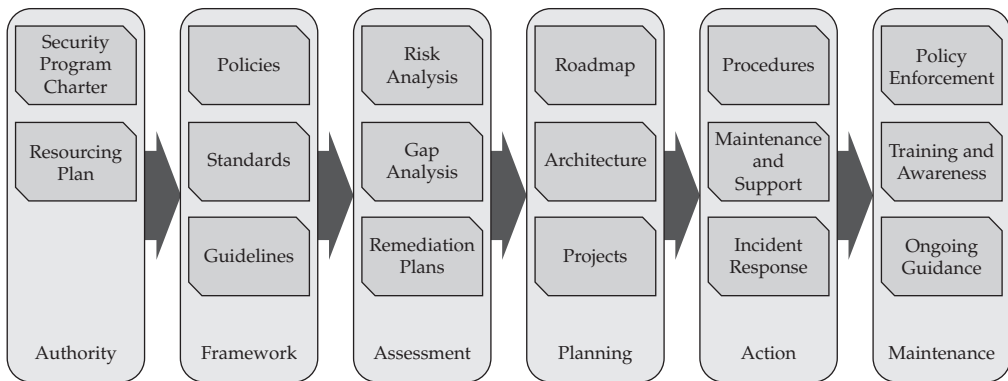 Security
Program
Charter
Resourcing
Plan
Authority
Policies
Standards
Guidelines
Framework
Risk
Analysis
Gap
Analysis
Remediation
Plans
Assessment
Roadmap
Architecture
Projects
Planning
Procedures
Maintenance
and
Support
Incident
Response
Action
Policy
Enforcement
Training and
Awareness
Ongoing
Guidance
Maintenance